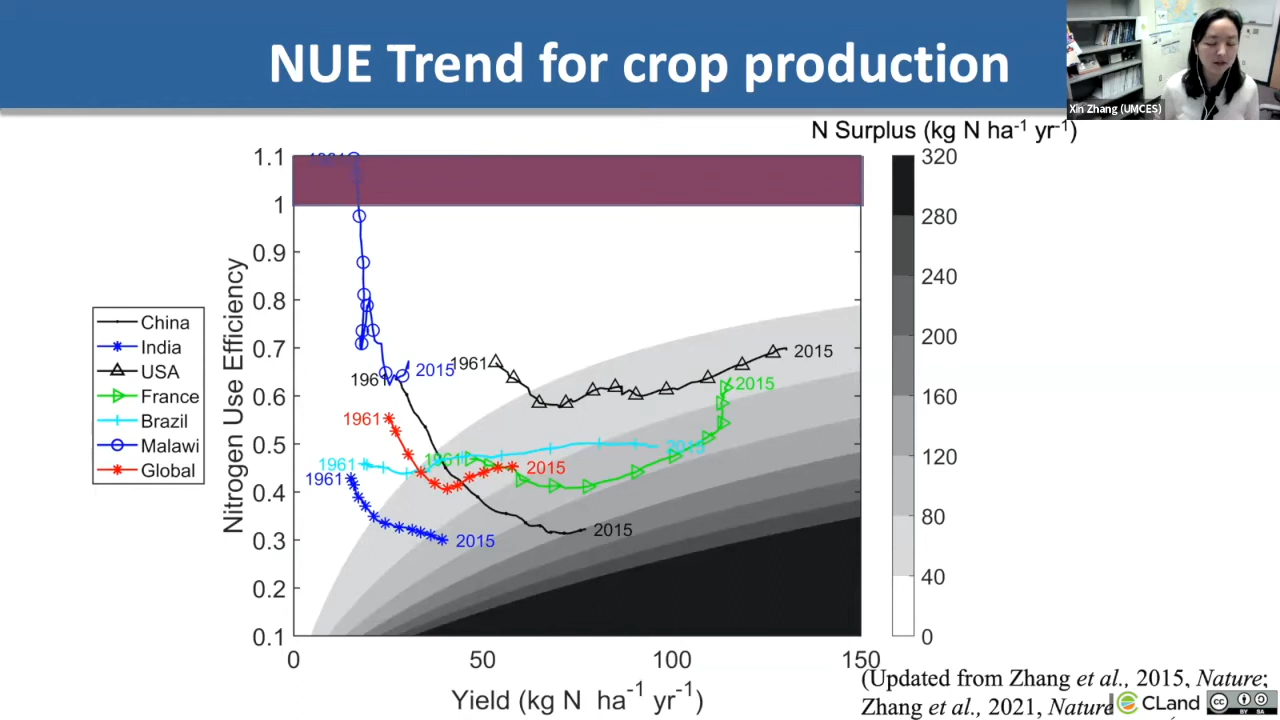 NUE Trend for crop production
Xin Zhang (UMCES)
N Surplus (kg N ha-1 yr-1)
1.1
1
0.9
0.8
0.7
0.6
0.5
0.4
0.3
0.2
0.1
Nitrogen Use Efficiency
0
50
100
150
Yield (kg N ha-1 yr-1)
China
India
USA
France
Brazil
Malawi
Global
1961
2015
1961
2015
1961
2015
2015
1961
1961
2015
1961
2015
1961
2015
320
280
240
200
160
120
80
40
0
(Updated from Zhang et al., 2015, Nature;
Zhang et al., 2021, Nature
CLand
CC
BY SA